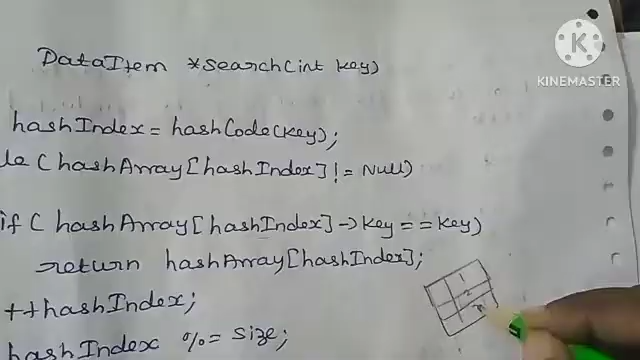 DataItem *search(int key)
hashIndex = hashCode(key);
le (hashArray[hashIndex] != Null)
if ( hashArray[hashIndex]->key == key)
return hashArray[hashIndex];
++hashIndex;
hashIndex %= size;
K
KINEMASTER